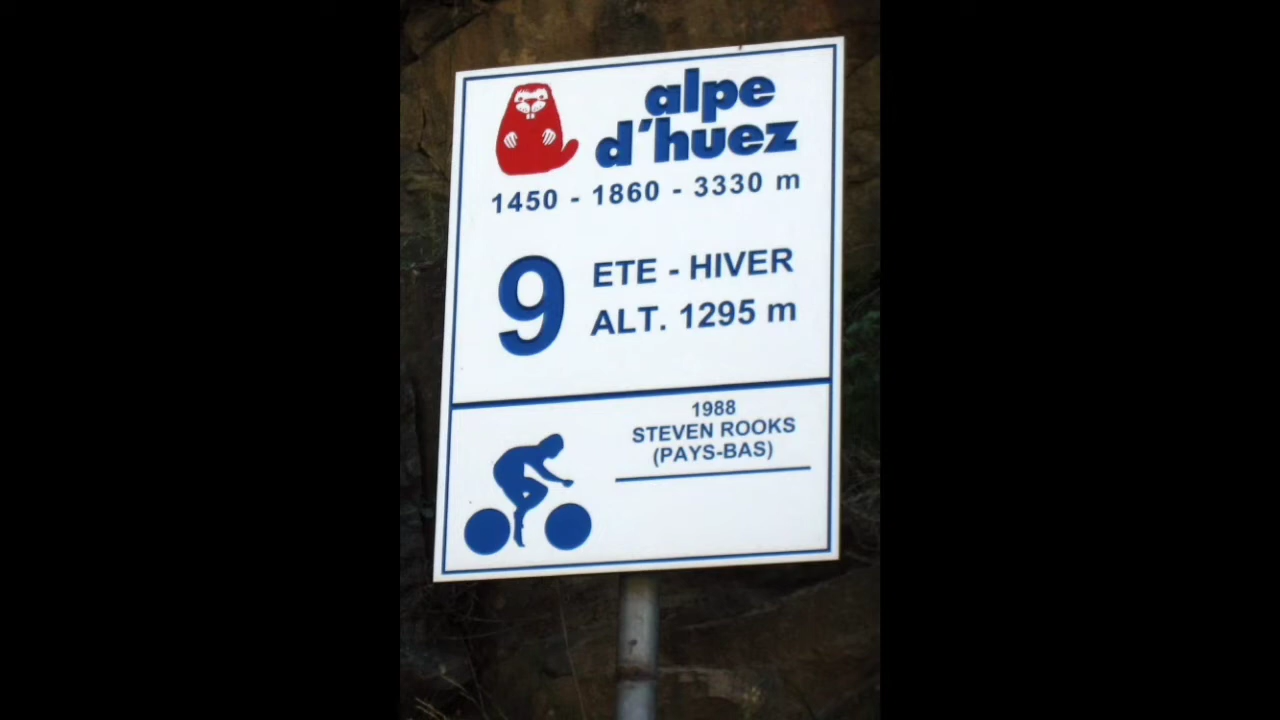 alpe
d'huez
1450 - 1860 - 3330 m
9
ETE - HIVER
ALT. 1295 m
1988
STEVEN ROOKS
(PAYS-BAS)